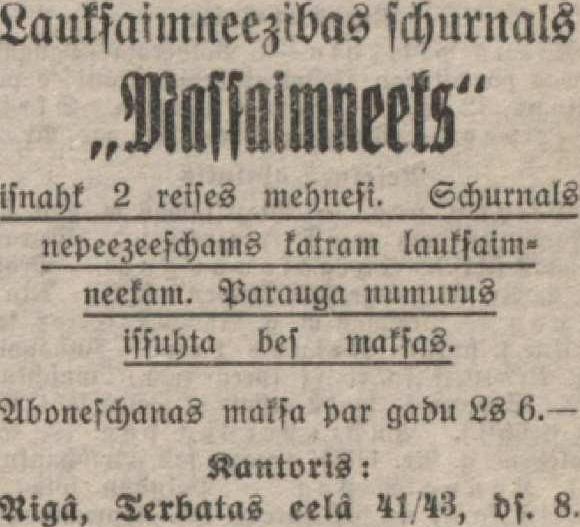 Laukſaimneezibas ſchurnals
„Maſſaimneeks“
iſnahk 2 reiſes mehneſi. Schurnals
nepeezeeſchams katram laukſaim⸗
neekam. Parauga numurus
iſſuhta beſ makſas.
Aboneſchanas makſa par gadu Ls 6.—
Kantoris:
Rigâ, Terbatas eelâ 41/43, dſ. 8.